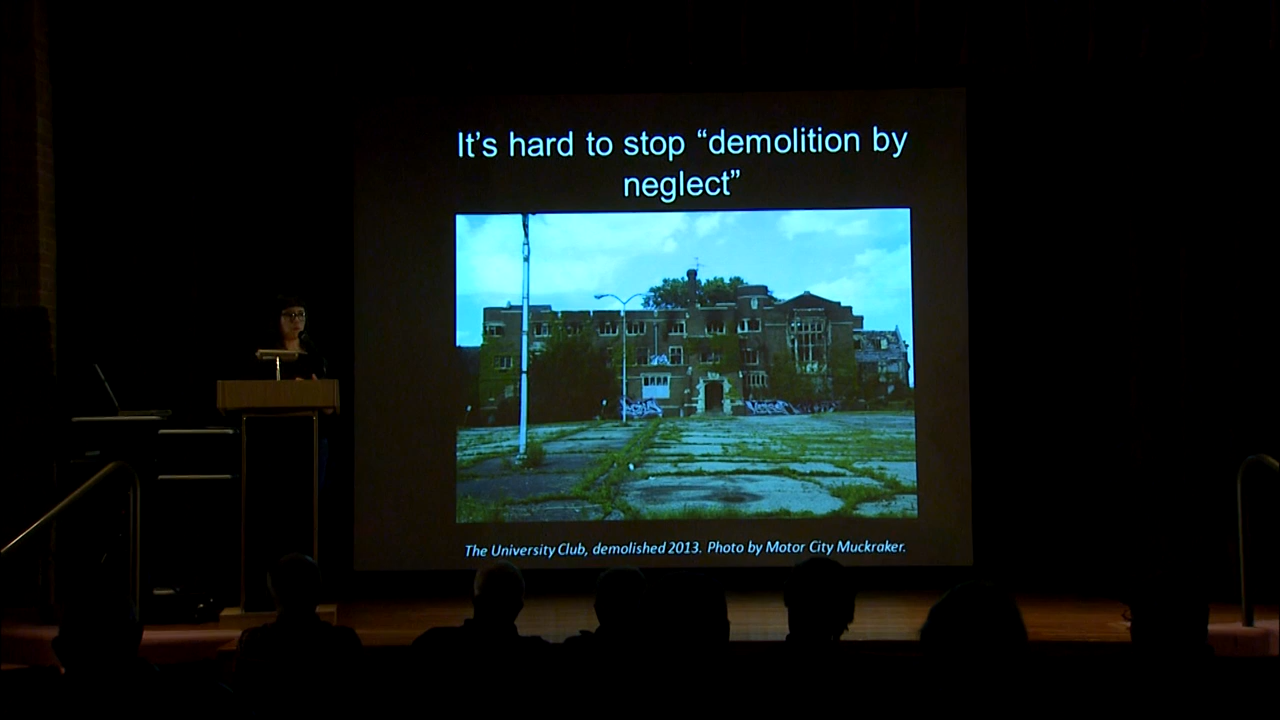 It's hard to stop “demolition by
neglect”
The University Club, demolished 2013. Photo by Motor City Muckraker.